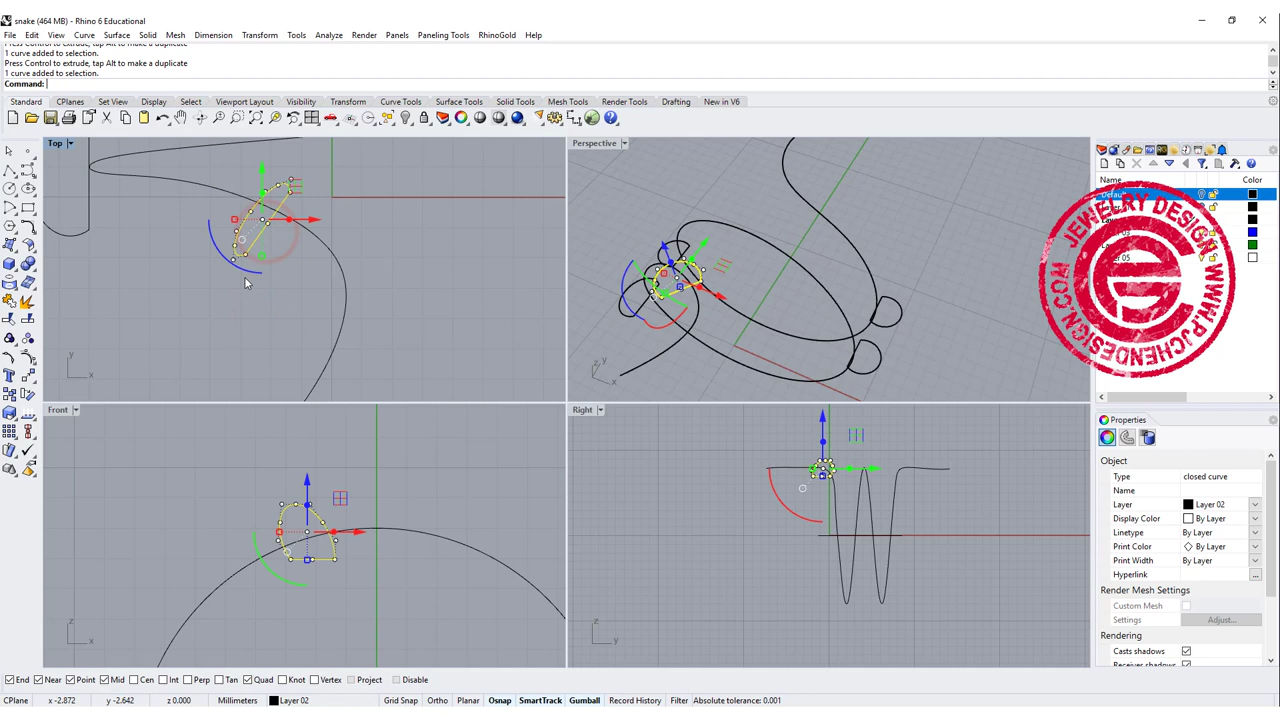 snake (464 MB) - Rhino 6 Educational
File Edit View Curve Surface Solid Mesh Dimension Transform Tools Analyze Render Panels Paneling Tools RhinoGold Help
Press Control to extrude, tap Alt to make a duplicate
1 curve added to selection.
Press Control to extrude, tap Alt to make a duplicate
1 curve added to selection.
Command:
Standard CPlanes Set View Display Select Viewport Layout Visibility Transform Curve Tools Surface Tools Solid Tools Mesh Tools Render Tools Drafting New in V6
Top
Perspective
Name Color
JEWELRY DESIGN
WWW.PJCHENDESIGN.COM
05
y
x
z
y
x
Front
Right
z
x
z
y
Properties
Object
Type closed curve
Name
Layer Layer 02
Display Color By Layer
Linetype By Layer
Print Color By Layer
Print Width By Layer
Hyperlink ...
Render Mesh Settings
Custom Mesh
Settings Adjust...
Rendering
Casts shadows
Receives shadows
End Near Point Mid Cen Int Perp Tan Quad Knot Vertex Project Disable
CPlane x -2.872 y -2.642 z 0.000 Millimeters Layer 02 Grid Snap Ortho Planar Osnap SmartTrack Gumball Record History Filter Absolute tolerance: 0.001